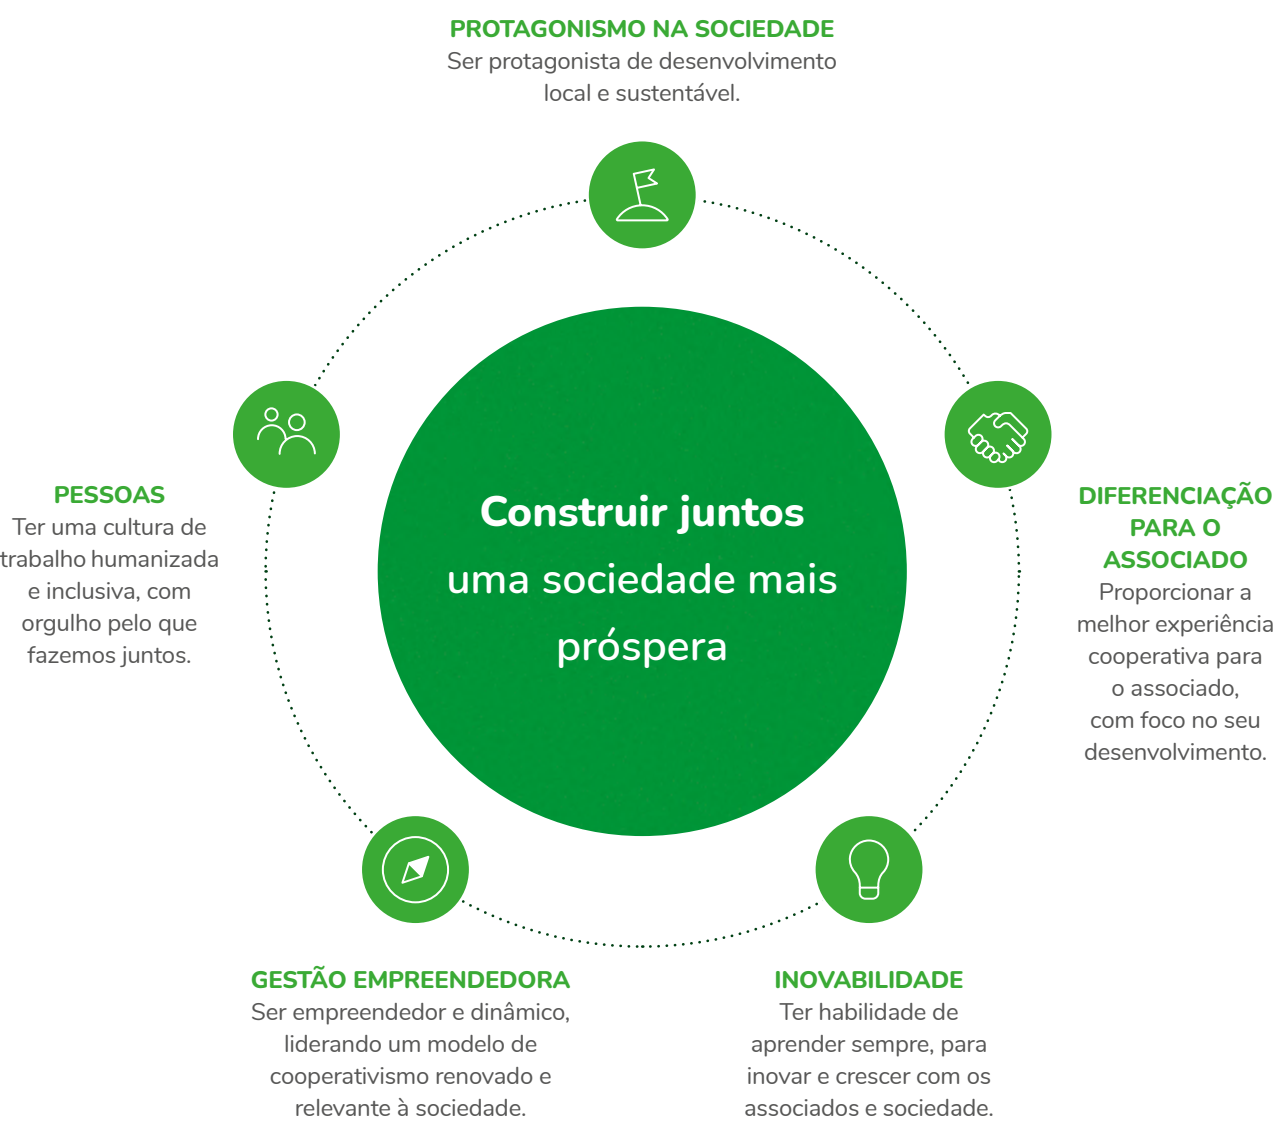 PROTAGONISMO NA SOCIEDADE
Ser protagonista de desenvolvimento
local e sustentável.
Construir juntos
uma sociedade mais
próspera
PESSOAS
Ter uma cultura de
trabalho humanizada
e inclusiva, com
orgulho pelo que
fazemos juntos.
DIFERENCIAÇÃO
PARA O
ASSOCIADO
Proporcionar a
melhor experiência
cooperativa para
o associado,
com foco no seu
desenvolvimento.
GESTÃO EMPREENDEDORA
Ser empreendedor e dinâmico,
liderando um modelo de
cooperativismo renovado e
relevante à sociedade.
INOVABILIDADE
Ter habilidade de
aprender sempre, para
inovar e crescer com os
associados e sociedade.